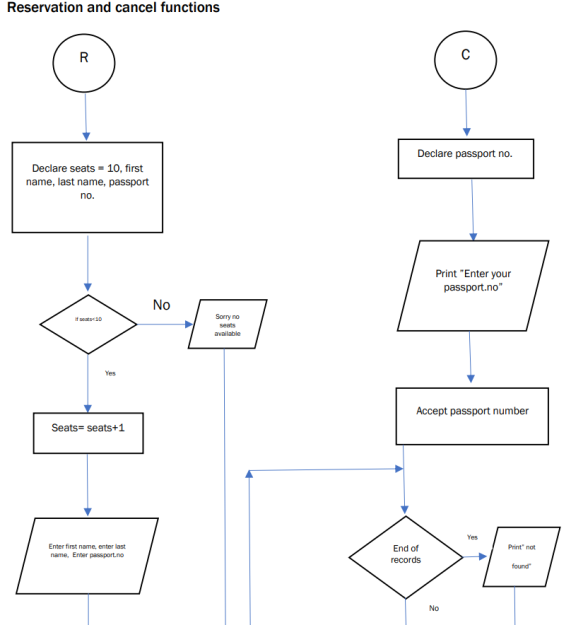 Reservation and cancel functions
R
Declare seats = 10, first
name, last name, passport
no.
No
if seats<10
Sorry no
seats
available
Yes
Seats= seats+1
Enter first name, enter last
name, Enter passport.no
C
Declare passport no.
Print "Enter your
passport.no"
Accept passport number
End of
records
Yes
Print" not
found"
No